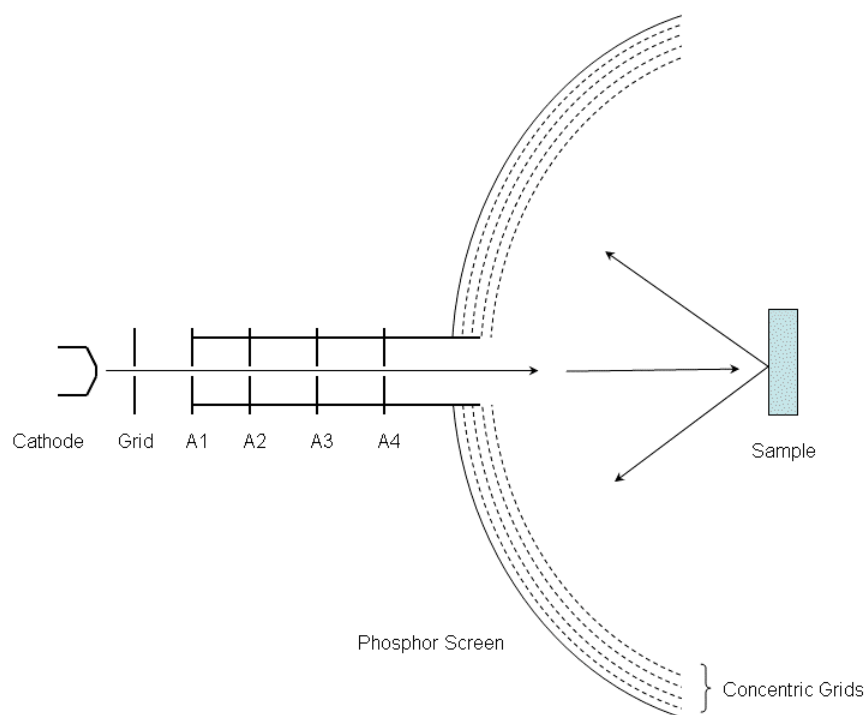 Cathode
Grid
A1
A2
A3
A4
Sample
Phosphor Screen
Concentric Grids